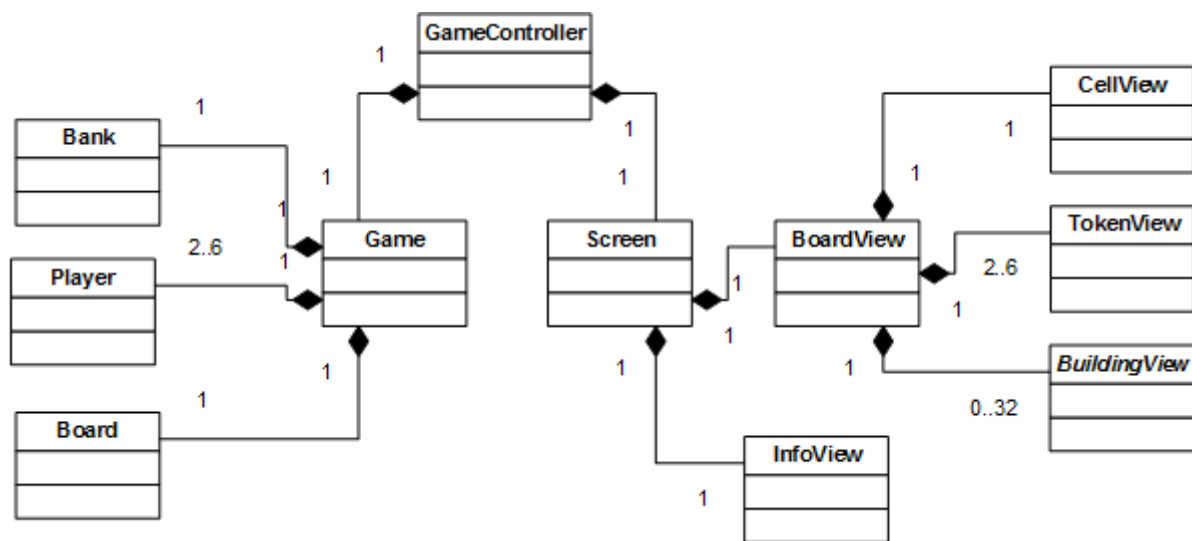 GameController
1
1
CellView
1
Bank
1
1
1
1
1
Game
Screen
BoardView
TokenView
2..6
1
Player
2..6
1
1
1
BuildingView
1
1
1
0..32
1
Board
InfoView
1